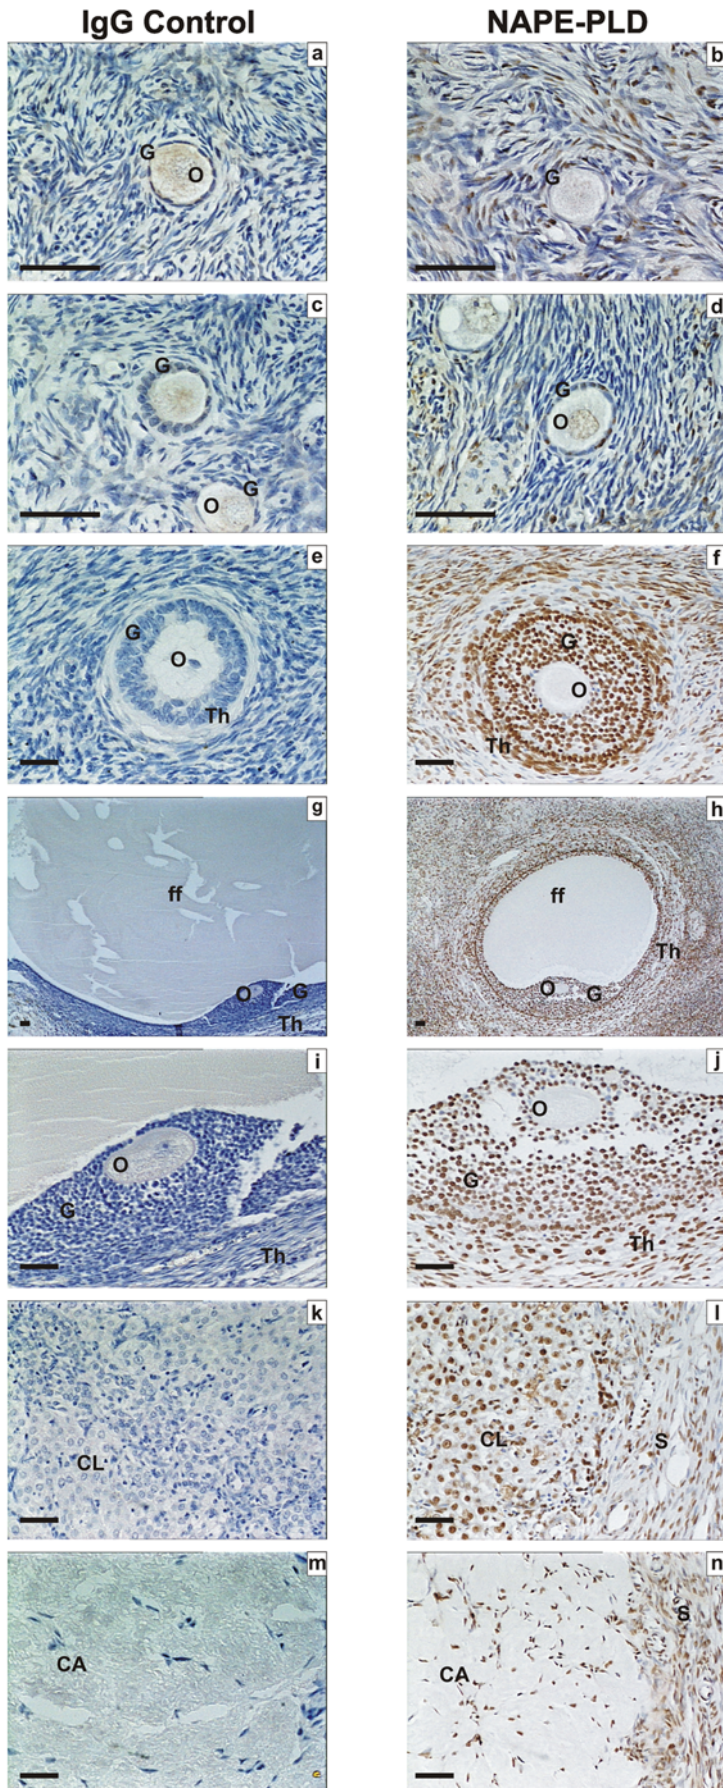 IgG Control NAPE-PLD
a b
G O G
c d
G G
O G O
e f
G G
O O
Th Th
g h
ff ff
O G Th
Th O G
i j
O O
G G
Th Th
k l
CL CL S
m n
CA CA S